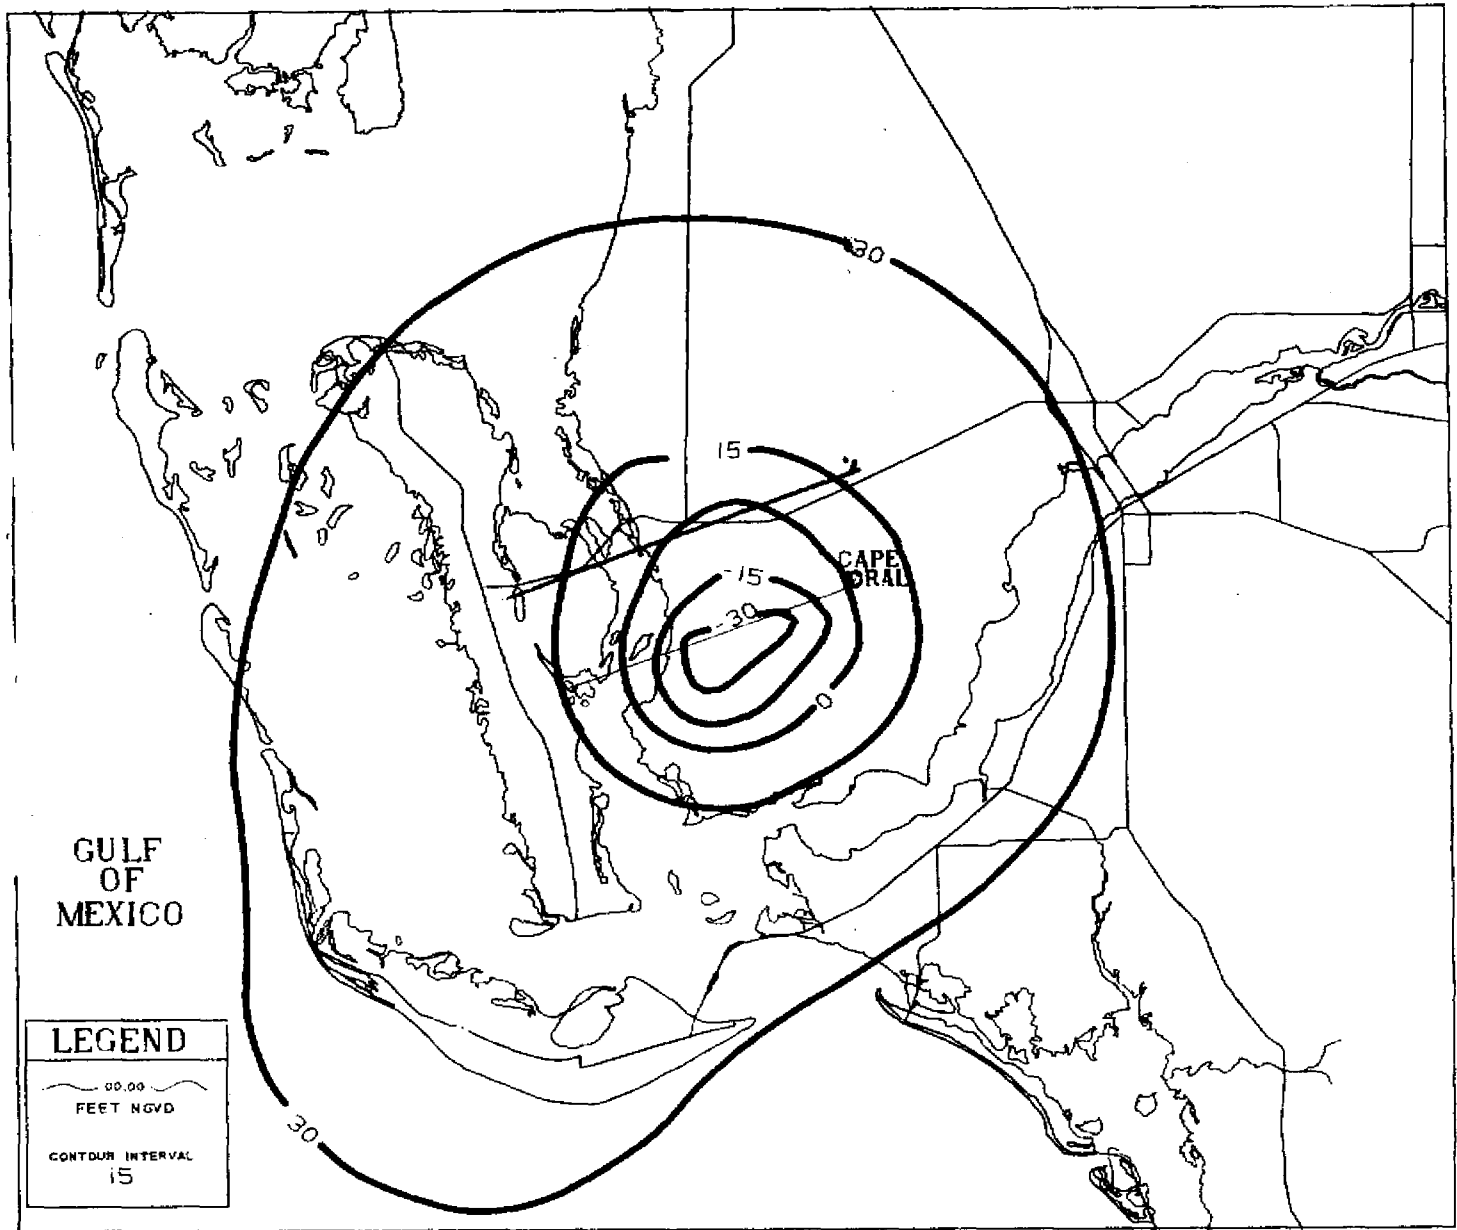 30
15
CAPE
CORAL
-15
-30
0
GULF
OF
MEXICO
30
LEGEND
00.00
FEET NGVD
CONTOUR INTERVAL
15